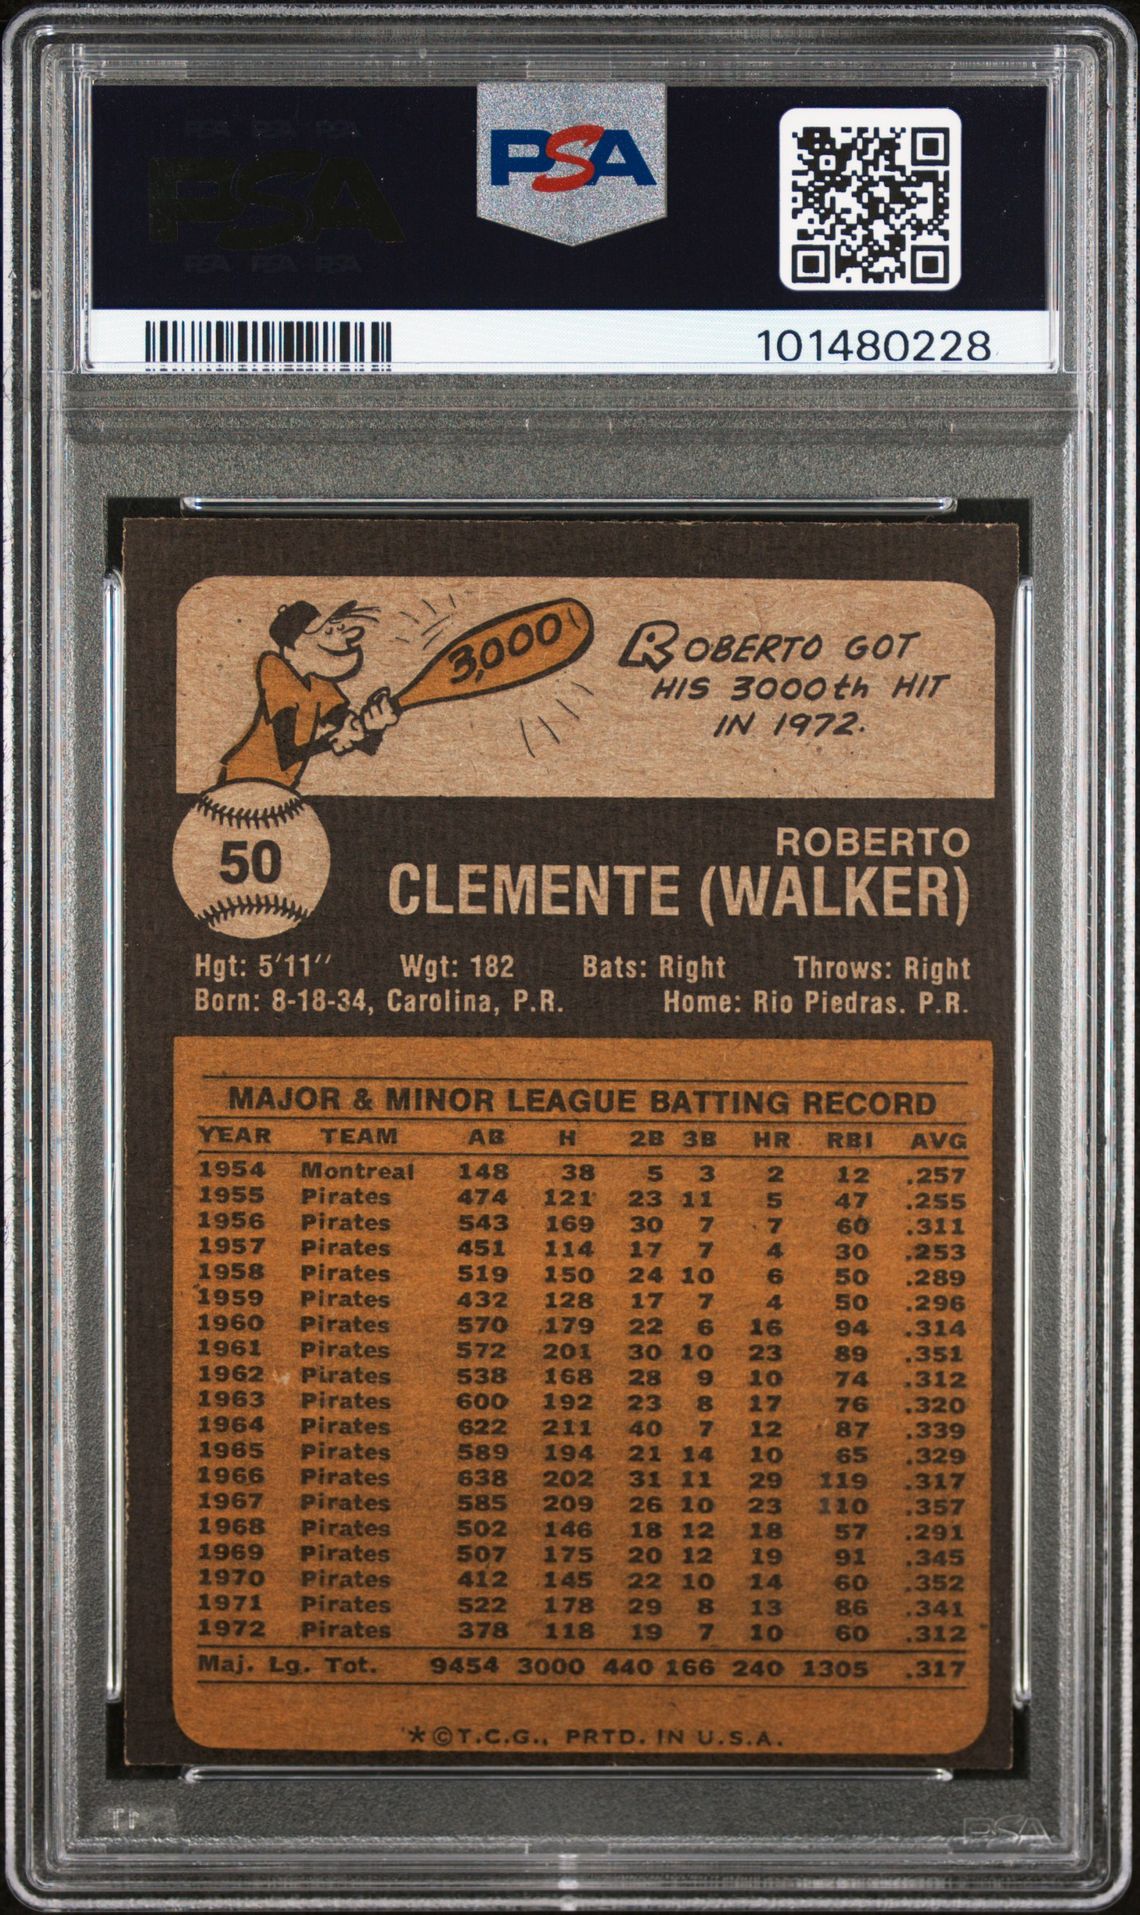 PSA PSA PSA
PSA
PSA PSA PSA
PSA
101480228
3,000
ROBERTO GOT
HIS 3000th HIT
IN 1972.
50
ROBERTO
CLEMENTE (WALKER)
Hgt: 5'11'' Wgt: 182 Bats: Right Throws: Right
Born: 8-18-34, Carolina, P.R. Home: Rio Piedras. P.R.
MAJOR & MINOR LEAGUE BATTING RECORD
YEAR TEAM AB H 2B 3B HR RBI AVG
1954 Montreal 148 38 5 3 2 12 .257
1955 Pirates 474 121 23 11 5 47 .255
1956 Pirates 543 169 30 7 7 60 .311
1957 Pirates 451 114 17 7 4 30 .253
1958 Pirates 519 150 24 10 6 50 .289
1959 Pirates 432 128 17 7 4 50 .296
1960 Pirates 570 179 22 6 16 94 .314
1961 Pirates 572 201 30 10 23 89 .351
1962 Pirates 538 168 28 9 10 74 .312
1963 Pirates 600 192 23 8 17 76 .320
1964 Pirates 622 211 40 7 12 87 .339
1965 Pirates 589 194 21 14 10 65 .329
1966 Pirates 638 202 31 11 29 119 .317
1967 Pirates 585 209 26 10 23 110 .357
1968 Pirates 502 146 18 12 18 57 .291
1969 Pirates 507 175 20 12 19 91 .345
1970 Pirates 412 145 22 10 14 60 .352
1971 Pirates 522 178 29 8 13 86 .341
1972 Pirates 378 118 19 7 10 60 .312
Maj. Lg. Tot. 9454 3000 440 166 240 1305 .317
*©T.C.G., PRTD. IN U.S.A.
PSA